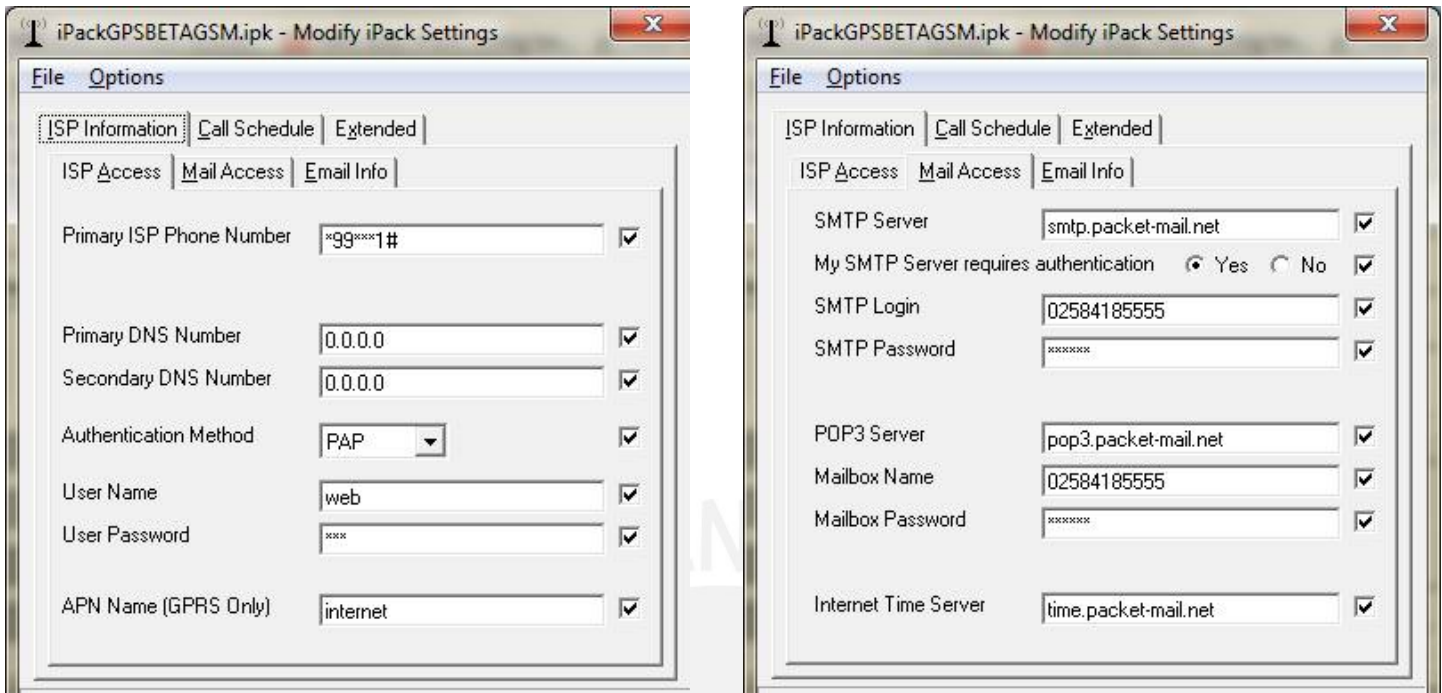 iPackGPSBETAGSM.ipk - Modify iPack Settings
File Options
ISP Information Call Schedule Extended
ISP Access Mail Access Email Info
Primary ISP Phone Number *99***1#
Primary DNS Number 0.0.0.0
Secondary DNS Number 0.0.0.0
Authentication Method PAP
User Name web
User Password ***
APN Name (GPRS Only) internet
iPackGPSBETAGSM.ipk - Modify iPack Settings
File Options
ISP Information Call Schedule Extended
ISP Access Mail Access Email Info
SMTP Server smtp.packet-mail.net
My SMTP Server requires authentication Yes No
SMTP Login 02584185555
SMTP Password ******
POP3 Server pop3.packet-mail.net
Mailbox Name 02584185555
Mailbox Password ******
Internet Time Server time.packet-mail.net